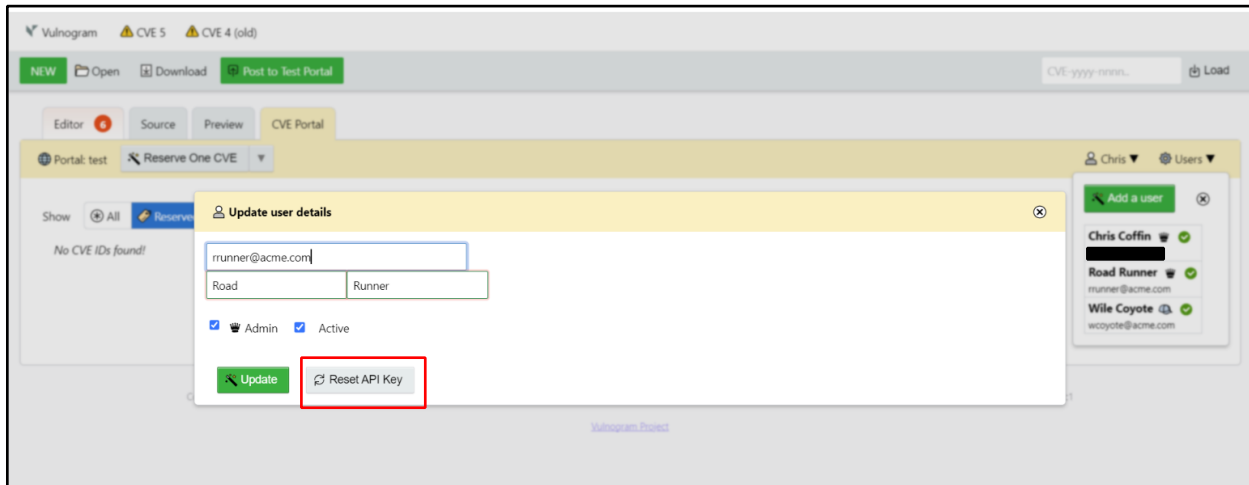 Vulnogram CVE 5 CVE 4 (old)
NEW Open Download Post to Test Portal CVE-yyyy-nnnn.. Load
Editor 6 Source Preview CVE Portal
Portal: test Reserve One CVE Chris Users
Add a user
Update user details
Show All Reserve
No CVE IDs found!
rrunner@acme.com
Road Runner
Admin Active
Update Reset API Key
Chris Coffin
Road Runner
rrunner@acme.com
Wile Coyote
wcoyote@acme.com
Vulnogram Project